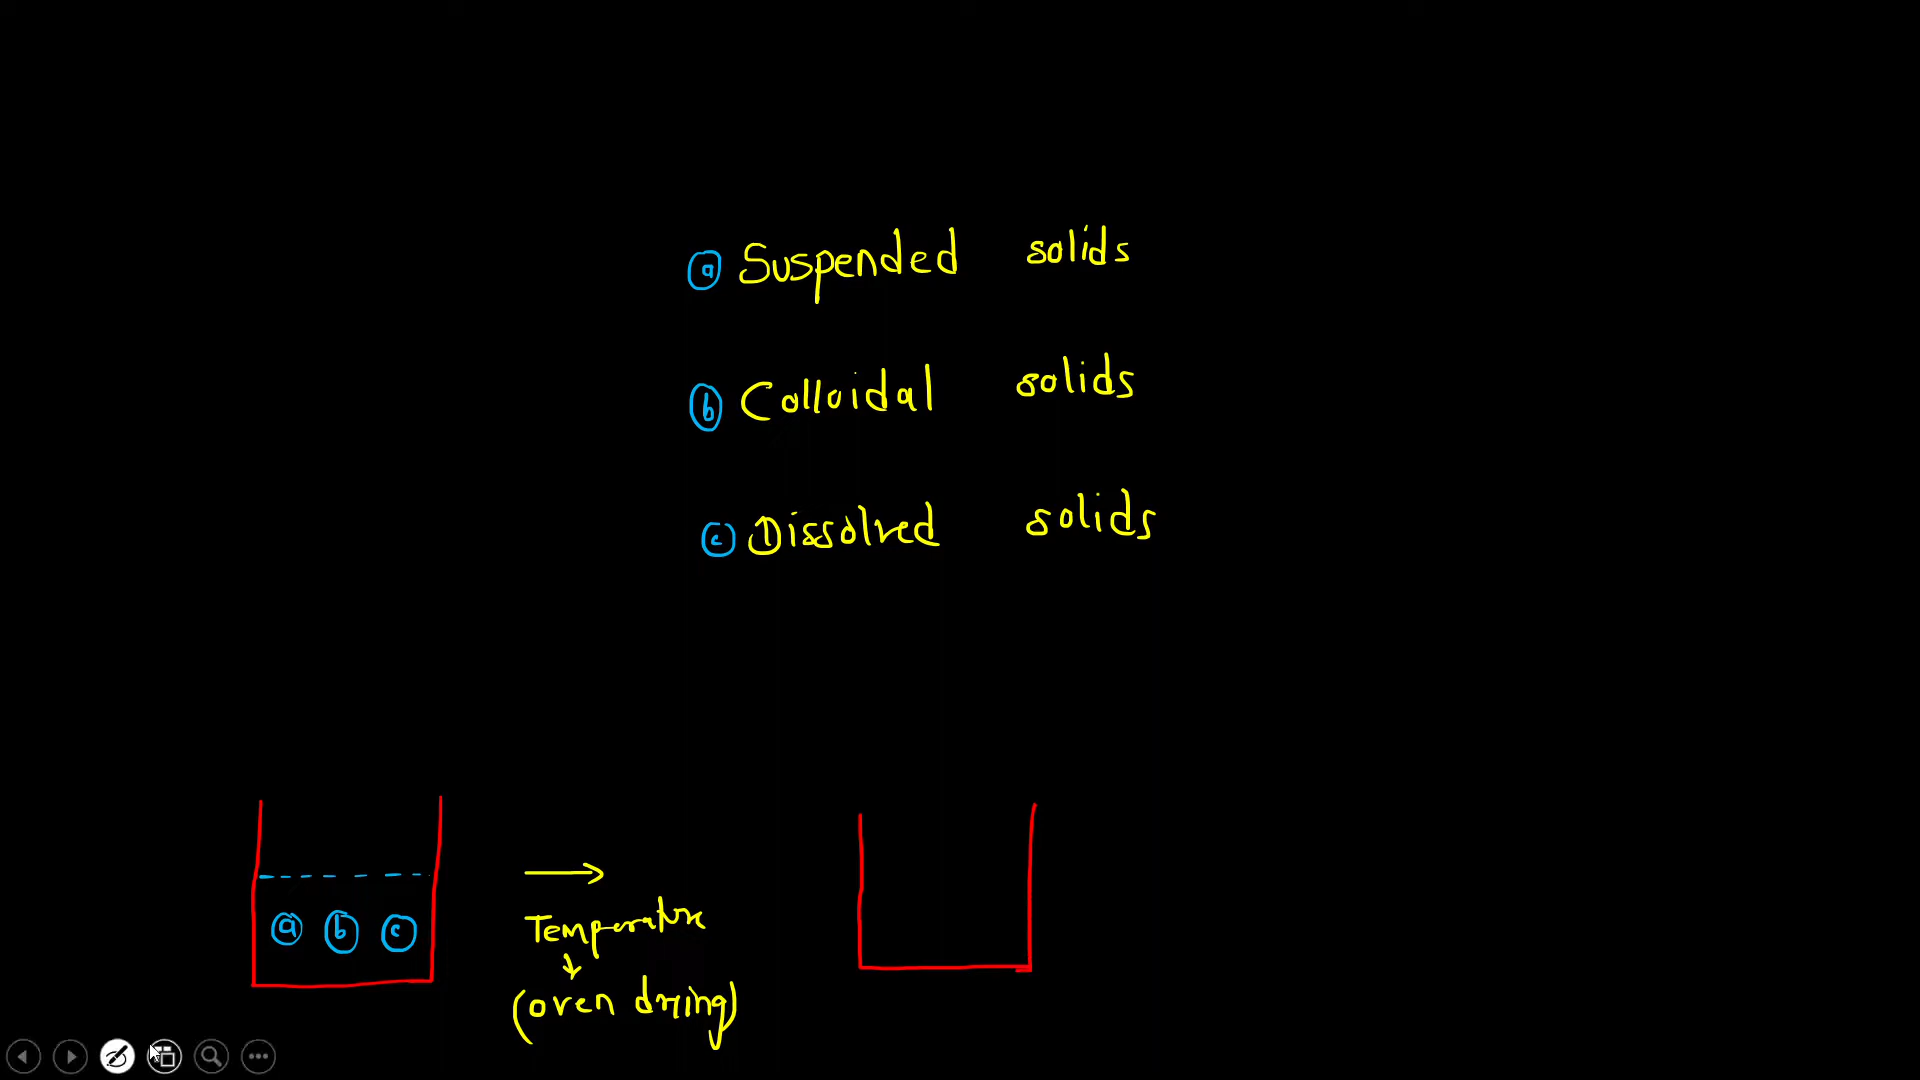 a Suspended solids
b Colloidal solids
c Dissolved solids
a b c
Temperature
(oven drying)